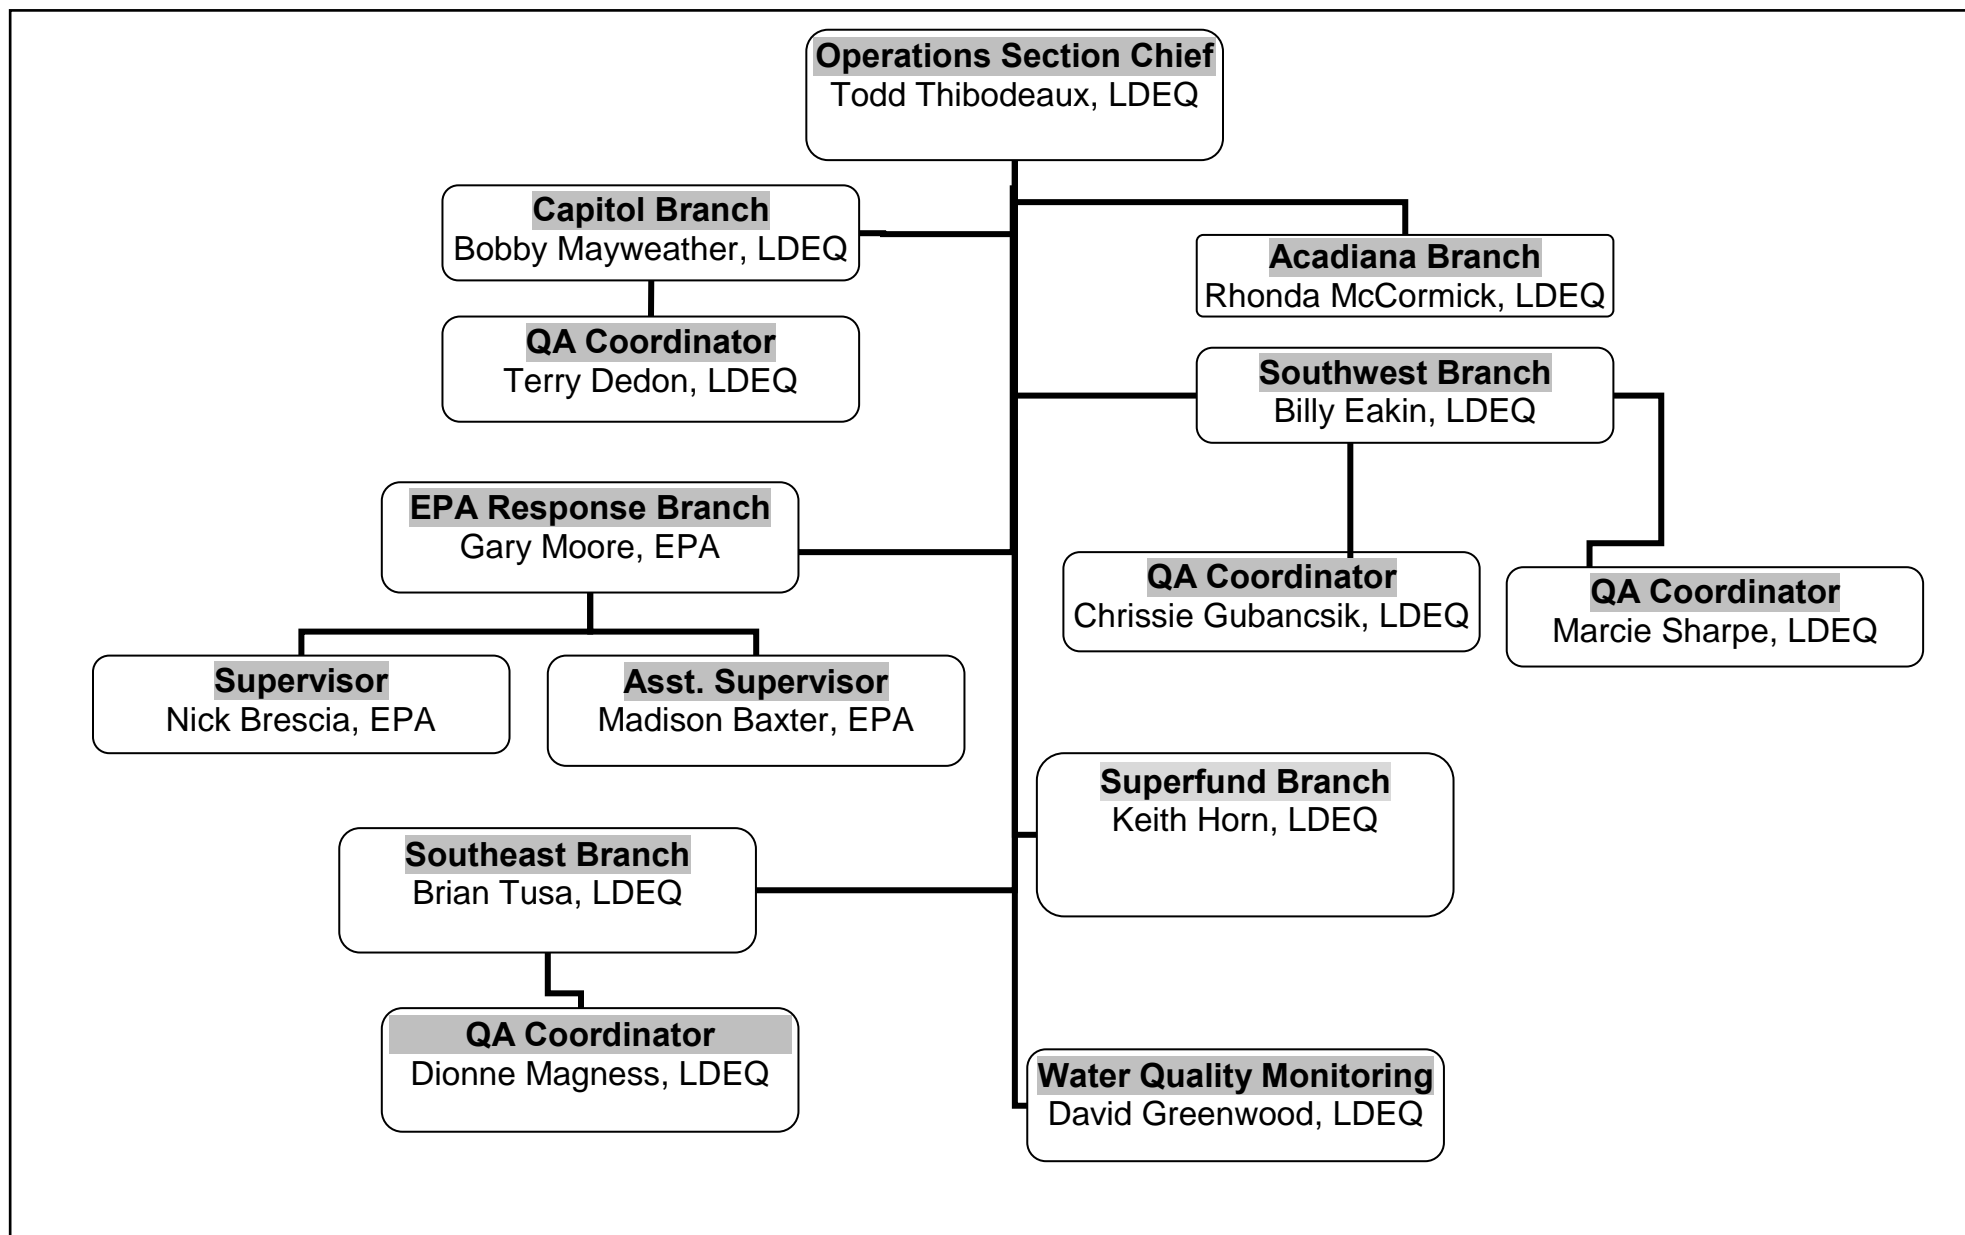 Operations Section Chief
Todd Thibodeaux, LDEQ
Capitol Branch
Bobby Mayweather, LDEQ
Acadiana Branch
Rhonda McCormick, LDEQ
QA Coordinator
Terry Dedon, LDEQ
Southwest Branch
Billy Eakin, LDEQ
EPA Response Branch
Gary Moore, EPA
QA Coordinator
Chrissie Gubancsik, LDEQ
QA Coordinator
Marcie Sharpe, LDEQ
Supervisor
Nick Brescia, EPA
Asst. Supervisor
Madison Baxter, EPA
Superfund Branch
Keith Horn, LDEQ
Southeast Branch
Brian Tusa, LDEQ
QA Coordinator
Dionne Magness, LDEQ
Water Quality Monitoring
David Greenwood, LDEQ